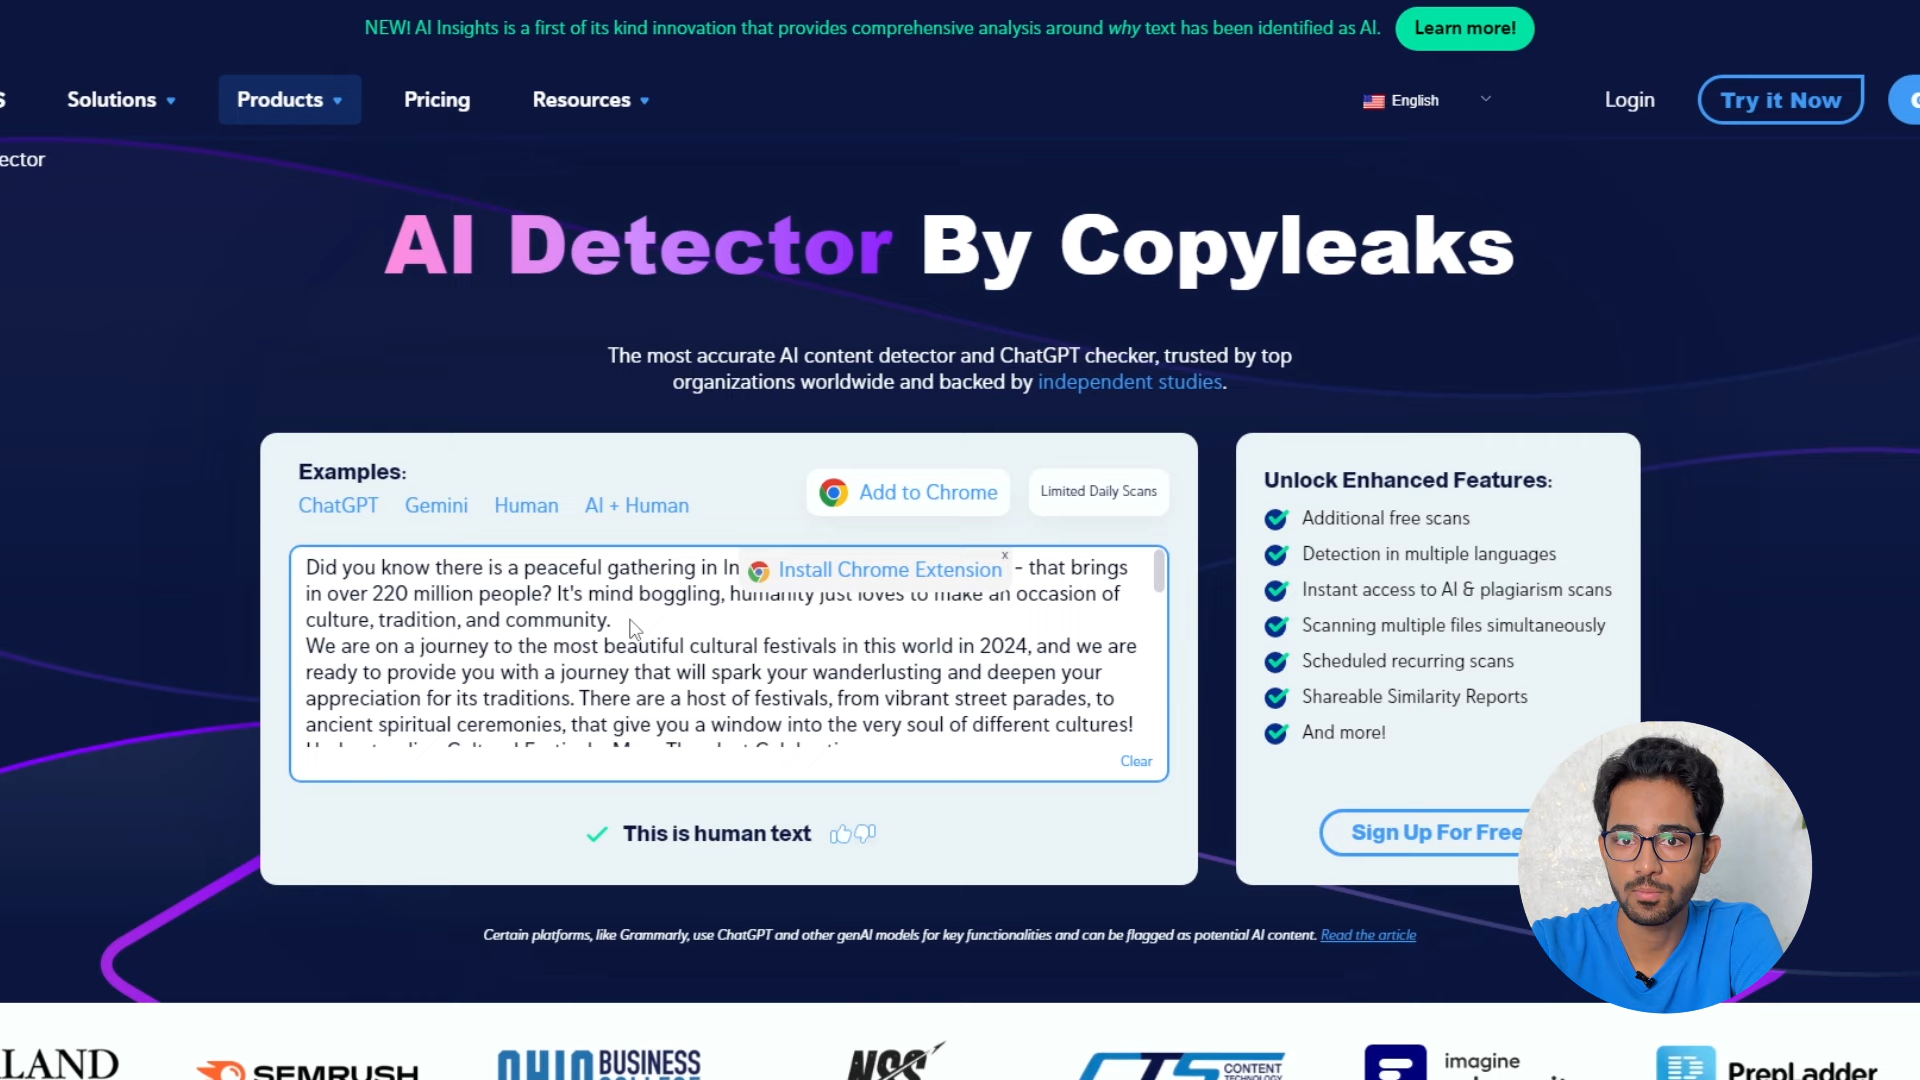 NEW! AI Insights is a first of its kind innovation that provides comprehensive analysis around why text has been identified as AI. Learn more!
Solutions Products Pricing Resources English Login Try it Now
ector
AI Detector By Copyleaks
The most accurate AI content detector and ChatGPT checker, trusted by top
organizations worldwide and backed by independent studies.
Examples:
ChatGPT Gemini Human AI + Human
Add to Chrome
Limited Daily Scans
Did you know there is a peaceful gathering in In
Install Chrome Extension
x
- that brings
in over 220 million people? It's mind boggling, humanity just loves to make an occasion of
culture, tradition, and community.
We are on a journey to the most beautiful cultural festivals in this world in 2024, and we are
ready to provide you with a journey that will spark your wanderlusting and deepen your
appreciation for its traditions. There are a host of festivals, from vibrant street parades, to
ancient spiritual ceremonies, that give you a window into the very soul of different cultures!
Clear
This is human text
Unlock Enhanced Features:
Additional free scans
Detection in multiple languages
Instant access to AI & plagiarism scans
Scanning multiple files simultaneously
Scheduled recurring scans
Shareable Similarity Reports
And more!
Sign Up For Free
Certain platforms, like Grammarly, use ChatGPT and other genAI models for key functionalities and can be flagged as potential AI content. Read the article
LAND
SEMRUSH
OHIO BUSINESS
NSS
CTS CONTENT
imagine
PrepLadder